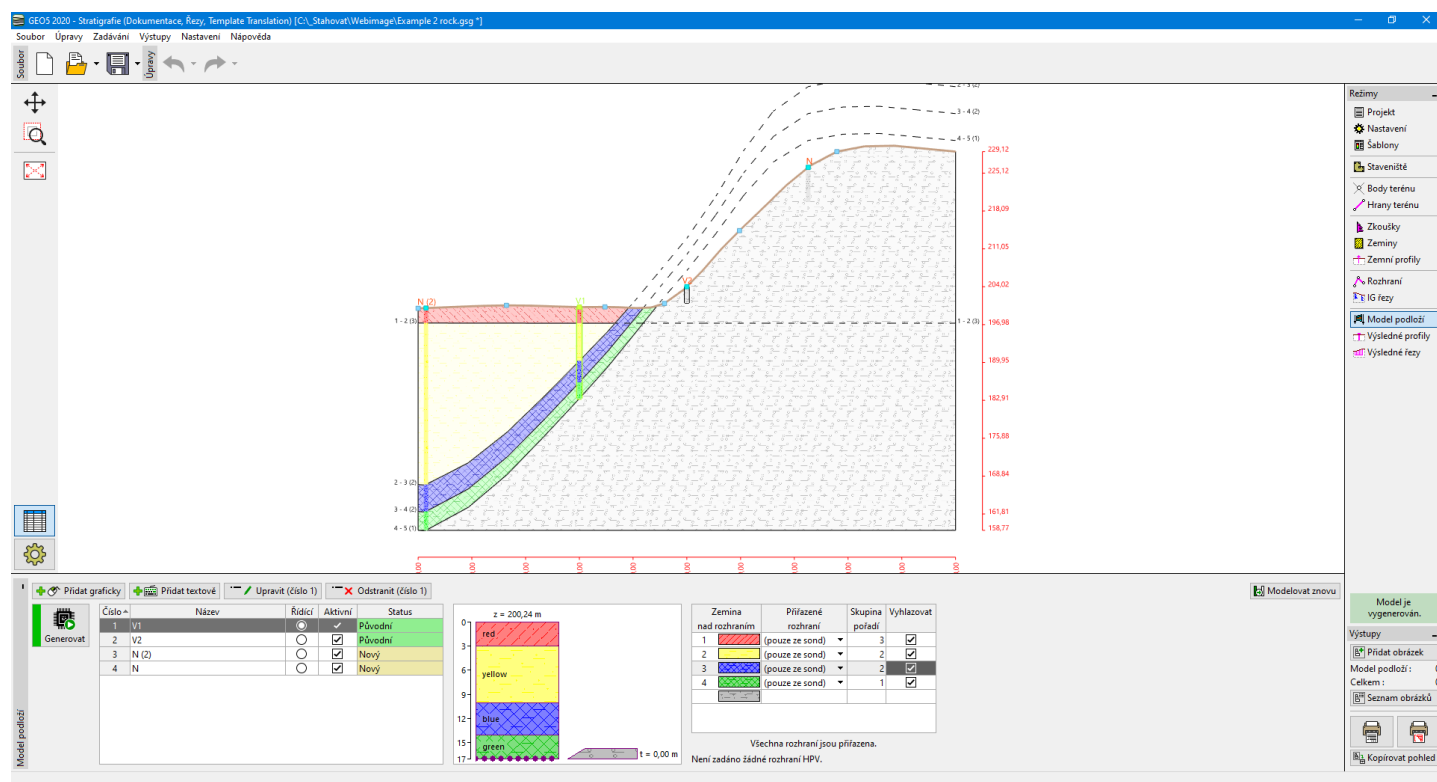 GEO5 2020 - Stratigrafie (Dokumentace, Řezy, Template Translation) [C:\_Stahovat\Webimage\Example 2 rock.gsg *]
Soubor Úpravy Zadávání Výstupy Nastavení Nápověda
Soubor
Úpravy
2 - 3 (2)
3 - 4 (2)
4 - 5 (1)
N
V2
N (2)
V1
1 - 2 (3)
1 - 2 (3)
2 - 3 (2)
3 - 4 (2)
4 - 5 (1)
229,12
225,12
218,09
211,05
204,02
196,98
189,95
182,91
175,88
168,84
161,81
158,77
Režimy
Projekt
Nastavení
Šablony
Staveniště
Body terénu
Hrany terénu
Zkoušky
Zeminy
Zemní profily
Rozhraní
IG řezy
Model podloží
Výsledné profily
Výsledné řezy
Model je
vygenerován.
Výstupy
Přidat obrázek
Model podloží :
Celkem :
Seznam obrázků
Kopírovat pohled
Přidat graficky Přidat textové Upravit (číslo 1) Odstranit (číslo 1) Modelovat znovu
Generovat
Model podloží
Číslo Název Řídící Aktivní Status
1 V1 Původní
2 V2 Původní
3 N (2) Nový
4 N Nový
z = 200,24 m
0
3
6
9
12
15
17
red
yellow
blue
green
t = 0,00 m
Zemina Přiřazené Skupina Vyhlazovat
nad rozhraním rozhraní pořadí
1 (pouze ze sond) 3
2 (pouze ze sond) 2
3 (pouze ze sond) 2
4 (pouze ze sond) 1
Všechna rozhraní jsou přiřazena.
Není zadáno žádné rozhraní HPV.